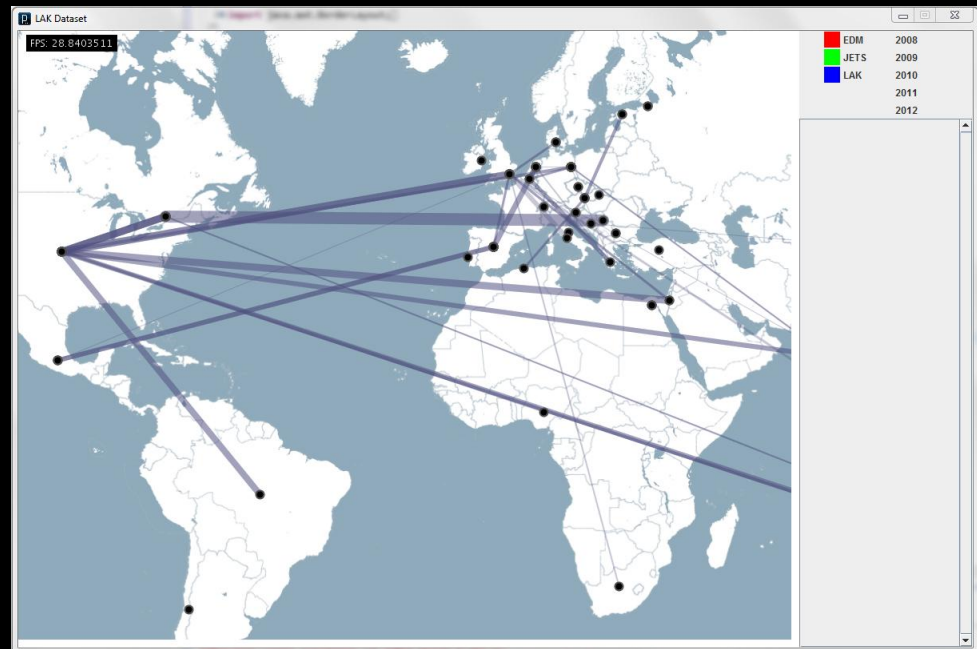 LAK Dataset
FPS: 28.8403511
EDM 2008
JETS 2009
LAK 2010
2011
2012